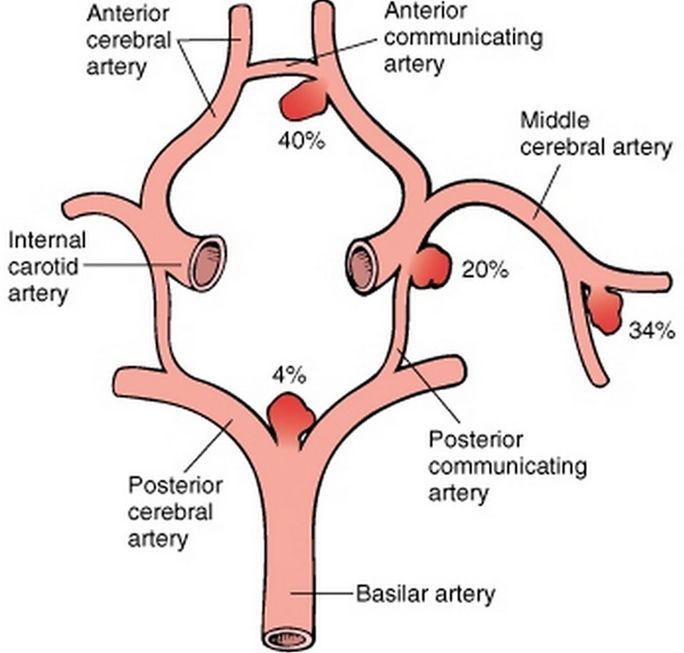 Anterior
cerebral
artery
Anterior
communicating
artery
40%
Middle
cerebral artery
Internal
carotid
artery
20%
34%
4%
Posterior
communicating
artery
Posterior
cerebral
artery
Basilar artery